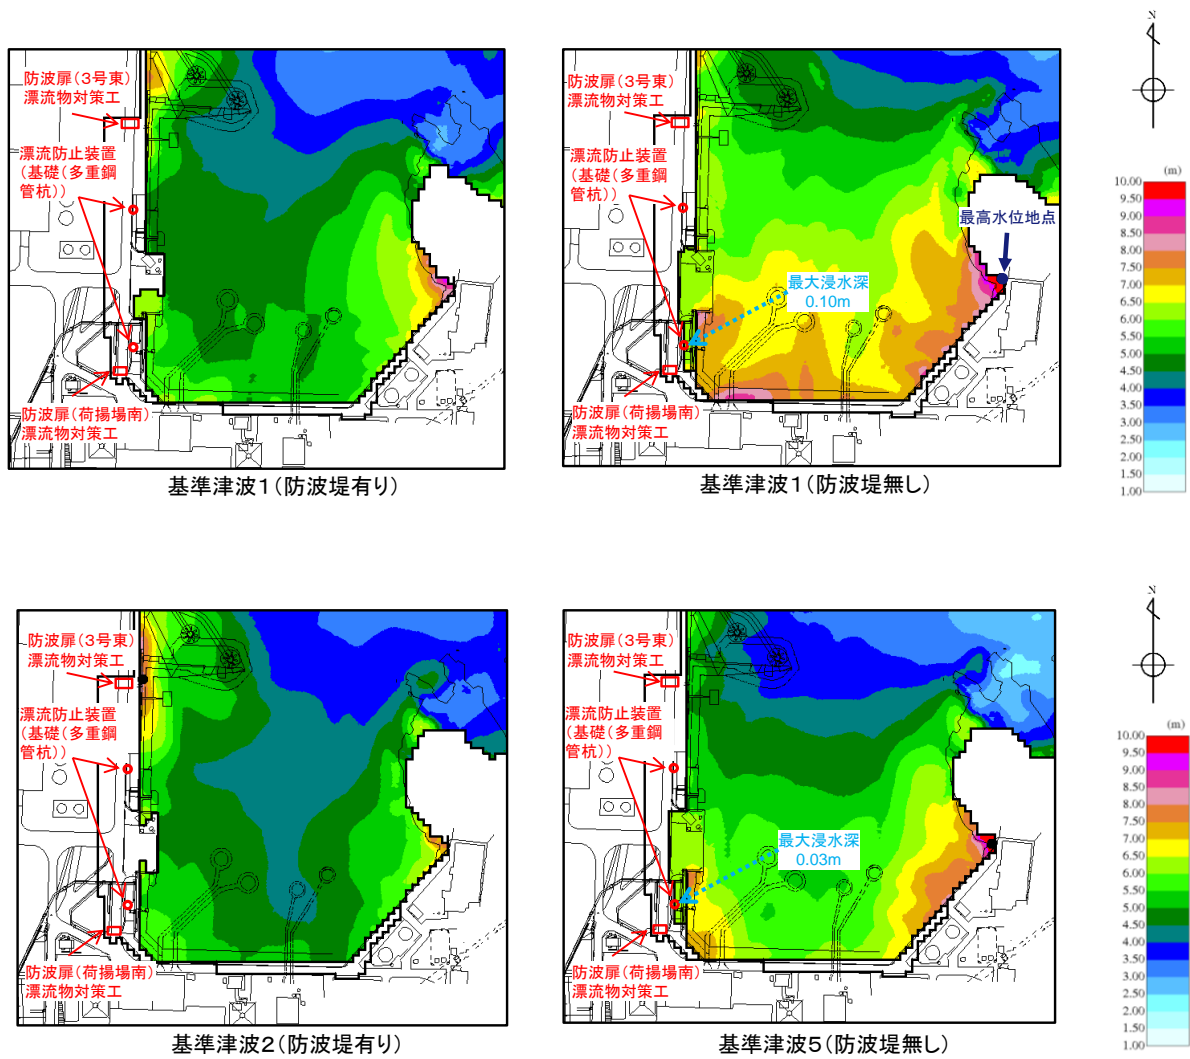 防波扉(3号東)
漂流物対策工
漂流防止装置
(基礎(多重鋼
管杭))
防波扉(荷揚場南)
漂流物対策工
基準津波1(防波堤有り)
防波扉(3号東)
漂流物対策工
漂流防止装置
(基礎(多重鋼
管杭))
最高水位地点
最大浸水深
0.10m
防波扉(荷揚場南)
漂流物対策工
基準津波1(防波堤無し)
N
(m)
10.00
9.50
9.00
8.50
8.00
7.50
7.00
6.50
6.00
5.50
5.00
4.50
4.00
3.50
3.00
2.50
2.00
1.50
1.00
防波扉(3号東)
漂流物対策工
漂流防止装置
(基礎(多重鋼
管杭))
防波扉(荷揚場南)
漂流物対策工
基準津波2(防波堤有り)
防波扉(3号東)
漂流物対策工
漂流防止装置
(基礎(多重鋼
管杭))
最大浸水深
0.03m
防波扉(荷揚場南)
漂流物対策工
基準津波5(防波堤無し)
N
(m)
10.00
9.50
9.00
8.50
8.00
7.50
7.00
6.50
6.00
5.50
5.00
4.50
4.00
3.50
3.00
2.50
2.00
1.50
1.00